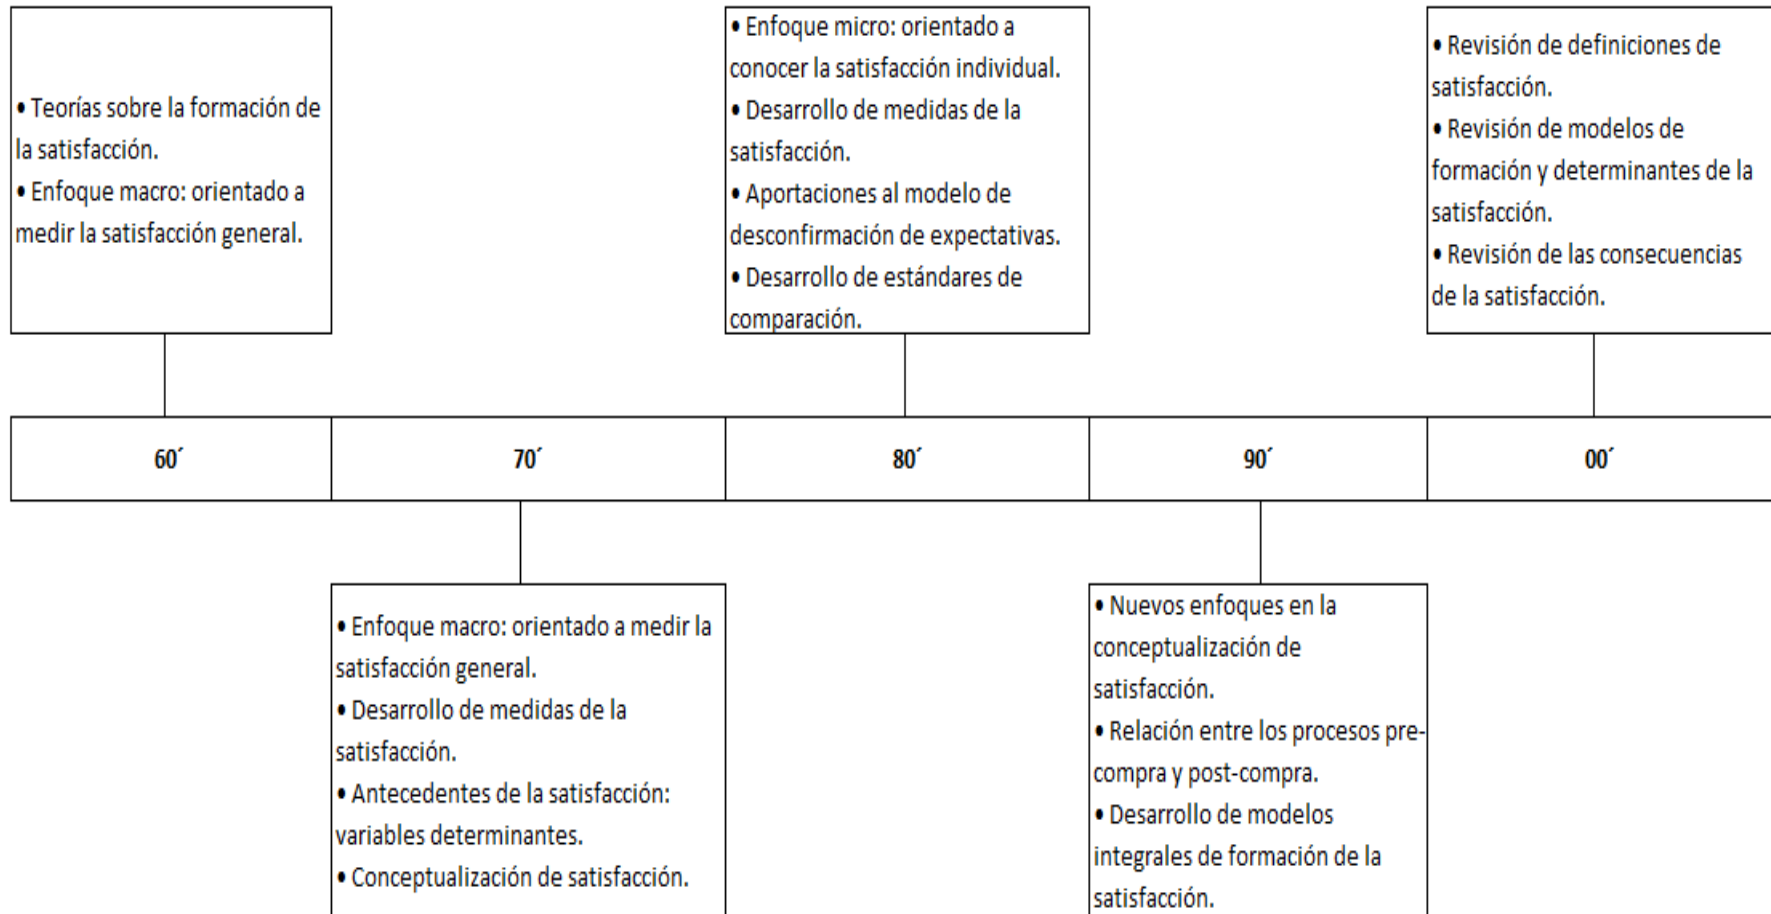 • Teorías sobre la formación de
la satisfacción.
• Enfoque macro: orientado a
medir la satisfacción general.
• Enfoque micro: orientado a
conocer la satisfacción individual.
• Desarrollo de medidas de la
satisfacción.
• Aportaciones al modelo de
desconfirmación de expectativas.
• Desarrollo de estándares de
comparación.
• Revisión de definiciones de
satisfacción.
• Revisión de modelos de
formación y determinantes de la
satisfacción.
• Revisión de las consecuencias
de la satisfacción.
60´ 70´ 80´ 90´ 00´
• Enfoque macro: orientado a medir la
satisfacción general.
• Desarrollo de medidas de la
satisfacción.
• Antecedentes de la satisfacción:
variables determinantes.
• Conceptualización de satisfacción.
• Nuevos enfoques en la
conceptualización de
satisfacción.
• Relación entre los procesos pre-
compra y post-compra.
• Desarrollo de modelos
integrales de formación de la
satisfacción.